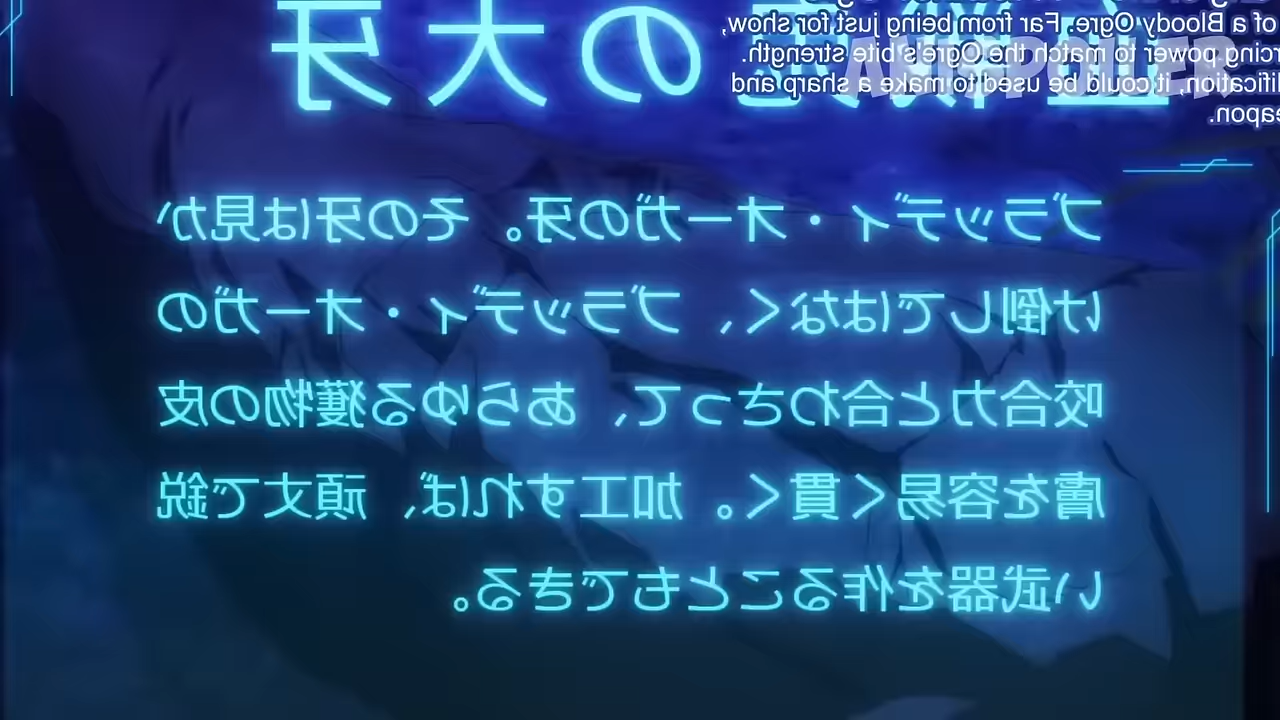 の大牙
of a Bloody Ogre. Far from being just for show,
rcing power to match the Ogre's bite strength.
lification, it could be used to make a sharp and
eapon.
ブラッディ・オーガの牙。その牙は見か
け倒しではなく、ブラッディ・オーガの
咬合力と合わさって、あらゆる獲物の皮
膚を容易く貫く。加工すれば、頑丈で鋭
い武器を作ることもできる。